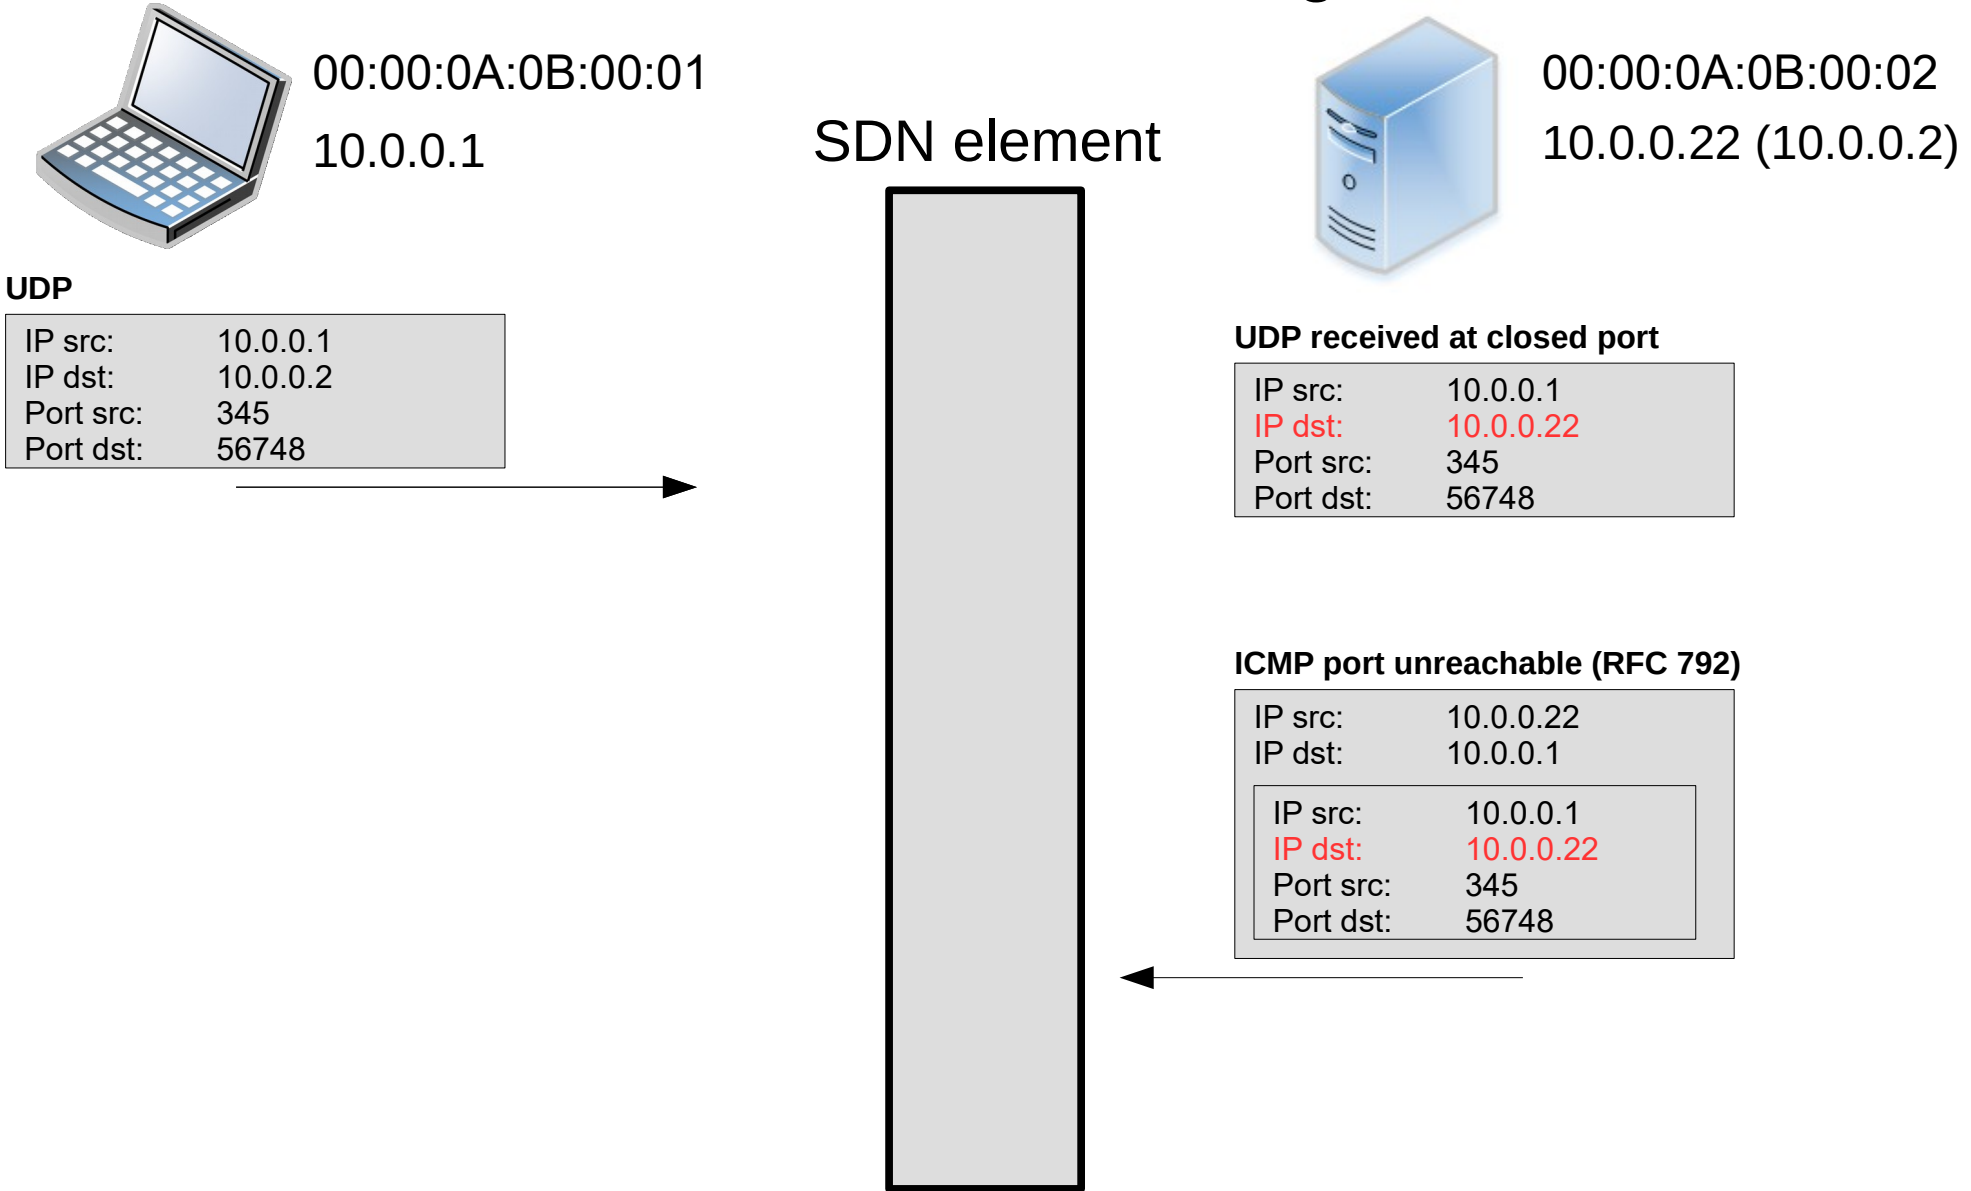 00:00:0A:0B:00:01
10.0.0.1
SDN element
00:00:0A:0B:00:02
10.0.0.22 (10.0.0.2)
UDP
IP src: 10.0.0.1
IP dst: 10.0.0.2
Port src: 345
Port dst: 56748
UDP received at closed port
IP src: 10.0.0.1
IP dst: 10.0.0.22
Port src: 345
Port dst: 56748
ICMP port unreachable (RFC 792)
IP src: 10.0.0.22
IP dst: 10.0.0.1
IP src: 10.0.0.1
IP dst: 10.0.0.22
Port src: 345
Port dst: 56748